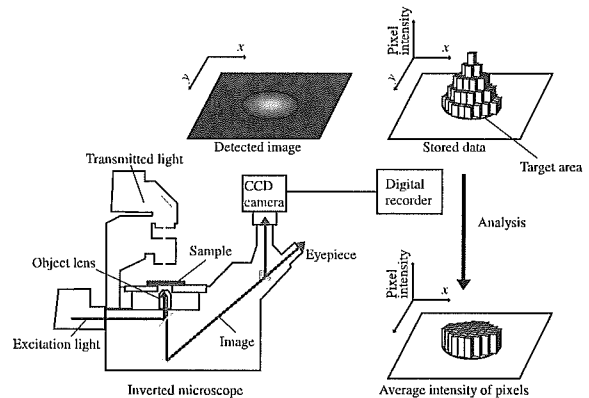 x
y
Detected image
Pixel
intensity
x
y
Stored data
Target area
Transmitted light
CCD
camera
Digital
recorder
Analysis
Sample
Object lens
Eyepiece
Image
Excitation light
Inverted microscope
Pixel
intensity
x
y
Average intensity of pixels